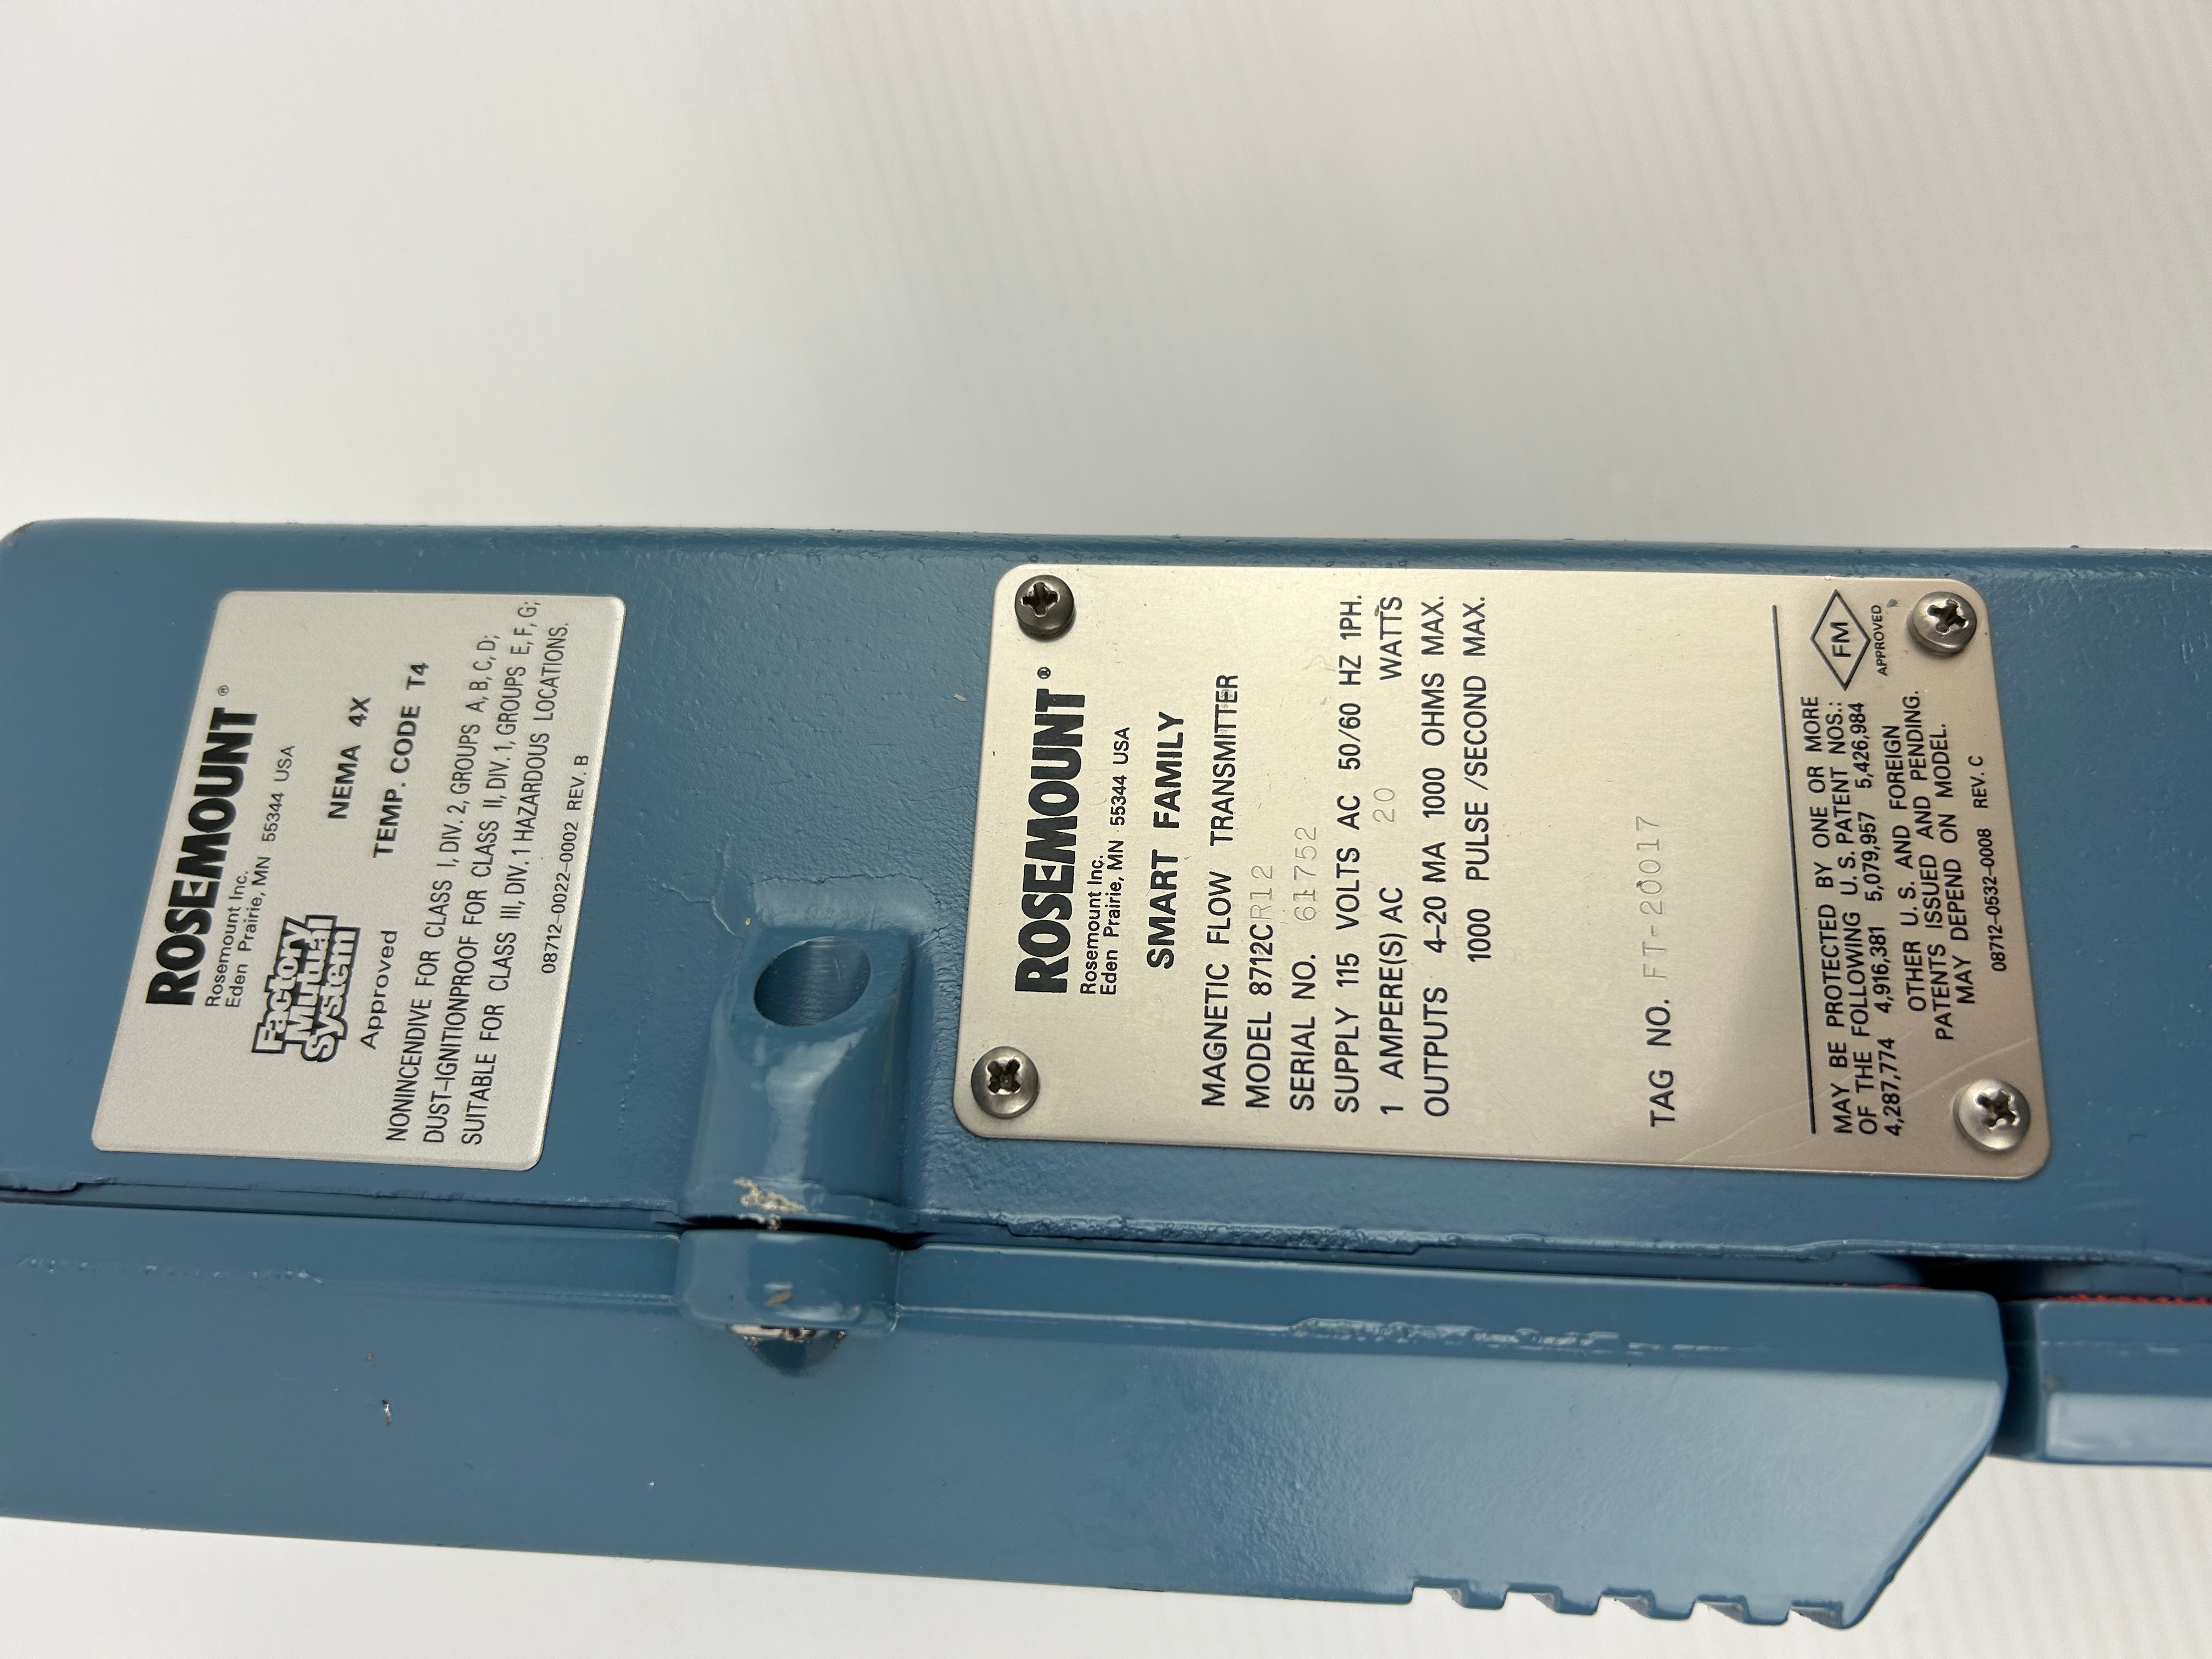 ROSEMOUNT®
Rosemount Inc.
Eden Prairie, MN 55344 USA
Factory
Mutual
System
Approved
NEMA 4X
TEMP. CODE T4
NONINCENDIVE FOR CLASS I, DIV. 2, GROUPS A, B, C, D;
DUST-IGNITIONPROOF FOR CLASS II, DIV. 1, GROUPS E, F, G;
SUITABLE FOR CLASS III, DIV. 1 HAZARDOUS LOCATIONS.
08712-0022-0002 REV. B
ROSEMOUNT®
Rosemount Inc.
Eden Prairie, MN 55344 USA
SMART FAMILY
MAGNETIC FLOW TRANSMITTER
MODEL 8712CR12
SERIAL NO. 61752
SUPPLY 115 VOLTS AC 50/60 HZ 1PH.
1 AMPERE(S) AC 20 WATTS
OUTPUTS 4-20 MA 1000 OHMS MAX.
1000 PULSE /SECOND MAX.
TAG NO. FT-20017
MAY BE PROTECTED BY ONE OR MORE
OF THE FOLLOWING U. S. PATENT NOS.:
4,287,774 4,916,381 5,079,957 5,426,984
OTHER U. S. AND FOREIGN
PATENTS ISSUED AND PENDING.
MAY DEPEND ON MODEL.
08712-0532-0008 REV. C
FM
APPROVED